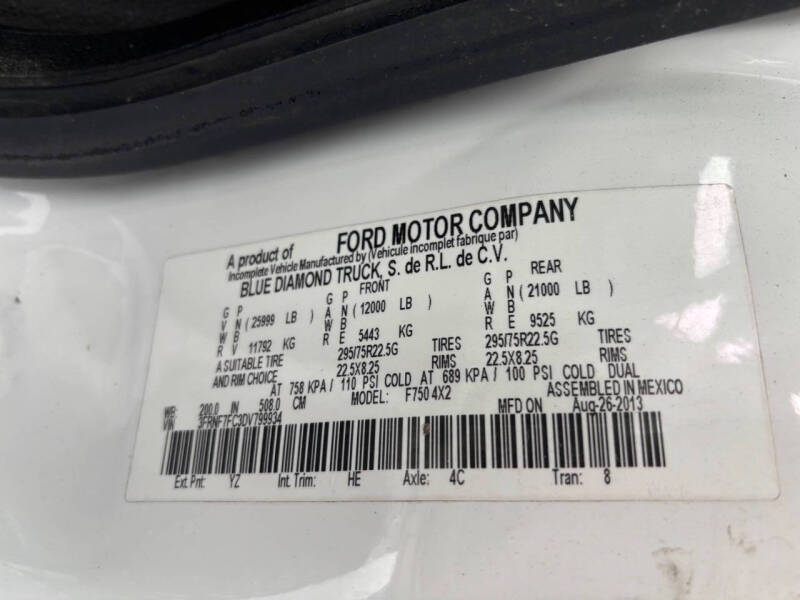 A product of FORD MOTOR COMPANY
Incomplete Vehicle Manufactured by (Vehicule incomplet fabrique par)
BLUE DIAMOND TRUCK, S. de R.L. de C.V.
G P G P FRONT G P REAR
V N ( 25999 LB ) A N ( 12000 LB ) A N ( 21000 LB )
W B W B W B
R V 11792 KG R E 5443 KG R E 9525 KG
A SUITABLE TIRE 295/75R22.5G TIRES 295/75R22.5G TIRES
AND RIM CHOICE 22.5X8.25 RIMS 22.5X8.25 RIMS
AT 758 KPA / 110 PSI COLD AT 689 KPA / 100 PSI COLD DUAL
WB: 200.0 IN 508.0 CM MODEL: F750 4X2 ASSEMBLED IN MEXICO
VIN 3FRNF7FC3DV799934 MFD ON Aug-26-2013
Ext. Pnt: YZ Int. Trim: HE Axle: 4C Tran: 8